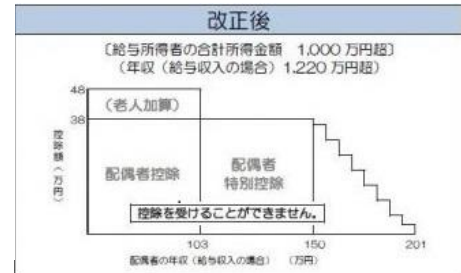 改正後
〔給与所得者の合計所得金額 1,000万円超〕
(年収(給与収入の場合)1,220万円超)
48
(老人加算)
38
控除額(万円)
配偶者控除
配偶者
特別控除
控除を受けることができません。
103
150
201
配偶者の年収(給与収入の場合) (万円)